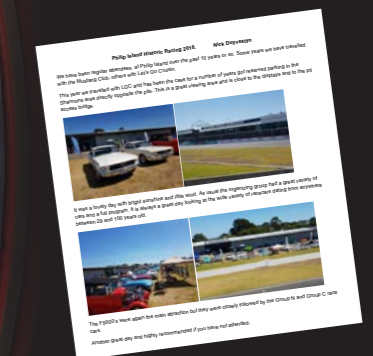 Philip Island Historic Racing 2018. Nick Dayveson
We have been regular attendees at Philip Island over the past 10 years or so. Some years we have travelled
with the Mustang Club, others with Let's Go Cruisn.
This year we travelled with LGC and has been the case for a number of years got reserved parking in the
Shannons area directly opposite the pits. This is a great viewing area and is close to the displays and to the pit
access bridge.
It was a lovely day with bright sunshine and little wind. As usual the organizing group had a great variety of
cars and a full program. It is always a great day looking at the wide variety of racecars dating from anywhere
between 20 and 100 years old.
The F5000's were again the main attraction but they were closely followed by the Group N and Group C race
cars.
Another great day and highly recommended if you have not attended.